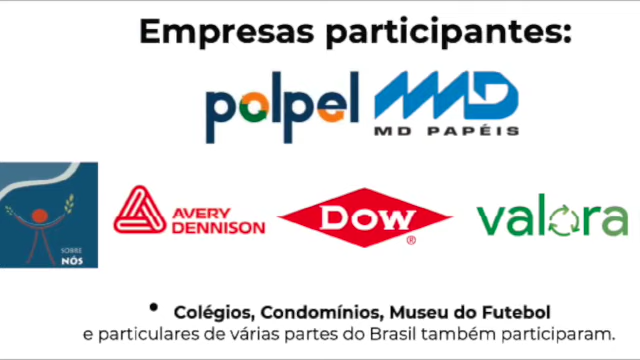 Empresas participantes:
polpel
MD PAPÉIS
SOBRE
NÓS
AVERY
DENNISON
Dow
®
valora
• Colégios, Condomínios, Museu do Futebol
e particulares de várias partes do Brasil também participaram.